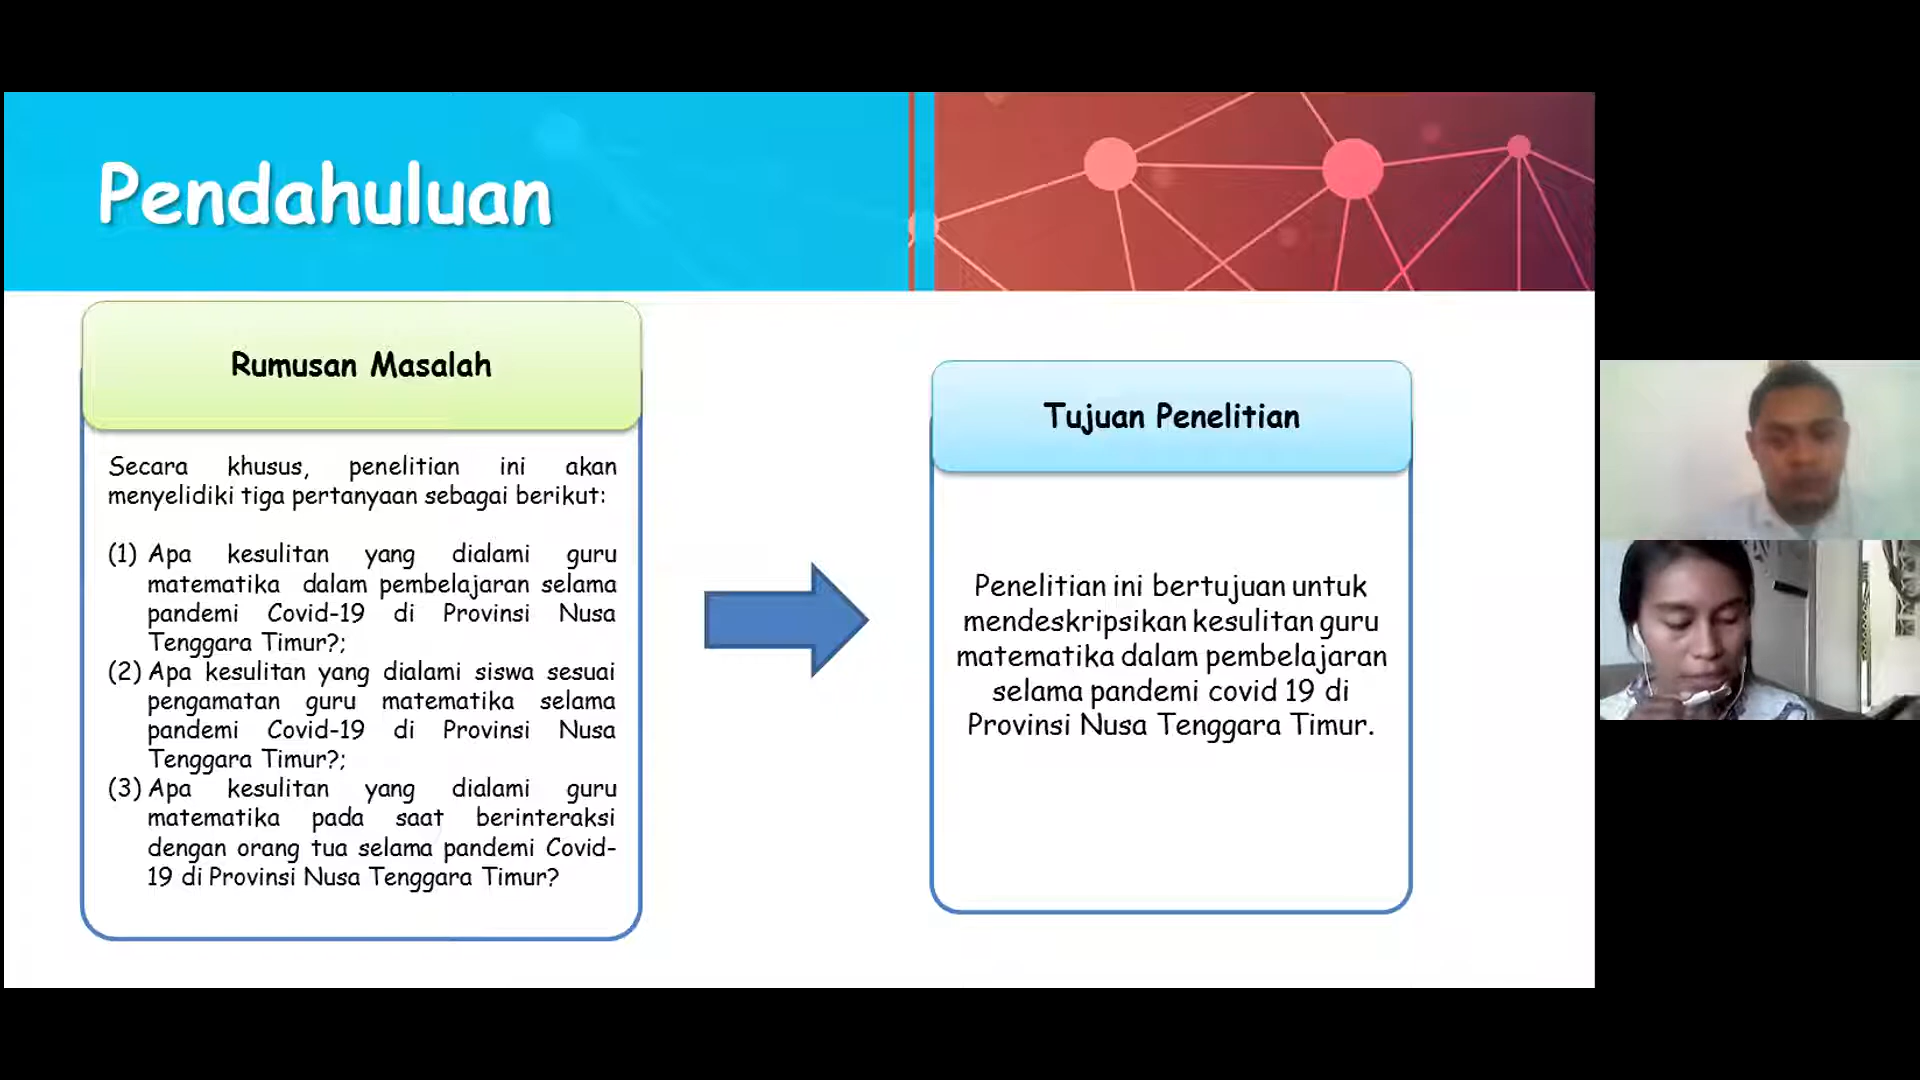 Pendahuluan
Rumusan Masalah
Secara khusus, penelitian ini akan
menyelidiki tiga pertanyaan sebagai berikut:
(1) Apa kesulitan yang dialami guru
matematika dalam pembelajaran selama
pandemi Covid-19 di Provinsi Nusa
Tenggara Timur?;
(2) Apa kesulitan yang dialami siswa sesuai
pengamatan guru matematika selama
pandemi Covid-19 di Provinsi Nusa
Tenggara Timur?;
(3) Apa kesulitan yang dialami guru
matematika pada saat berinteraksi
dengan orang tua selama pandemi Covid-
19 di Provinsi Nusa Tenggara Timur?
Tujuan Penelitian
Penelitian ini bertujuan untuk
mendeskripsikan kesulitan guru
matematika dalam pembelajaran
selama pandemi covid 19 di
Provinsi Nusa Tenggara Timur.